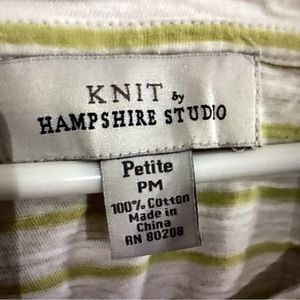 KNIT by
HAMPSHIRE STUDIO
Petite
PM
100% Cotton
Made in
China
RN 80208